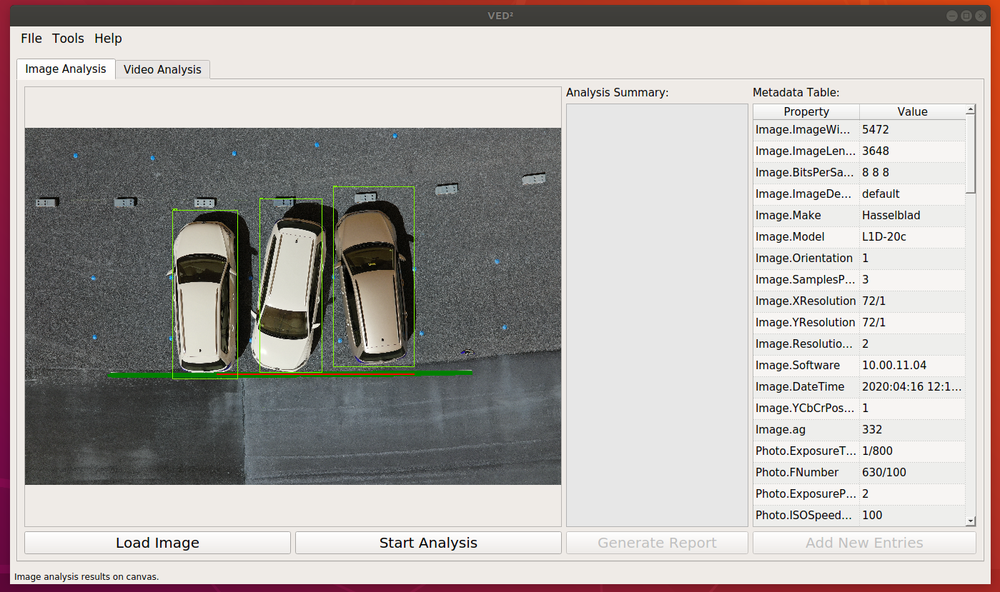 VED²
FIle Tools Help
Image Analysis Video Analysis
Analysis Summary:
Metadata Table:
Property Value
Image.ImageWi... 5472
Image.ImageLen... 3648
Image.BitsPerSa... 8 8 8
Image.ImageDe... default
Image.Make Hasselblad
Image.Model L1D-20c
Image.Orientation 1
Image.SamplesP... 3
Image.XResolution 72/1
Image.YResolution 72/1
Image.Resolutio... 2
Image.Software 10.00.11.04
Image.DateTime 2020:04:16 12:1...
Image.YCbCrPos... 1
Image.ag 332
Photo.ExposureT... 1/800
Photo.FNumber 630/100
Photo.ExposureP... 2
Photo.ISOSpeed... 100
Load Image Start Analysis Generate Report Add New Entries
Image analysis results on canvas.